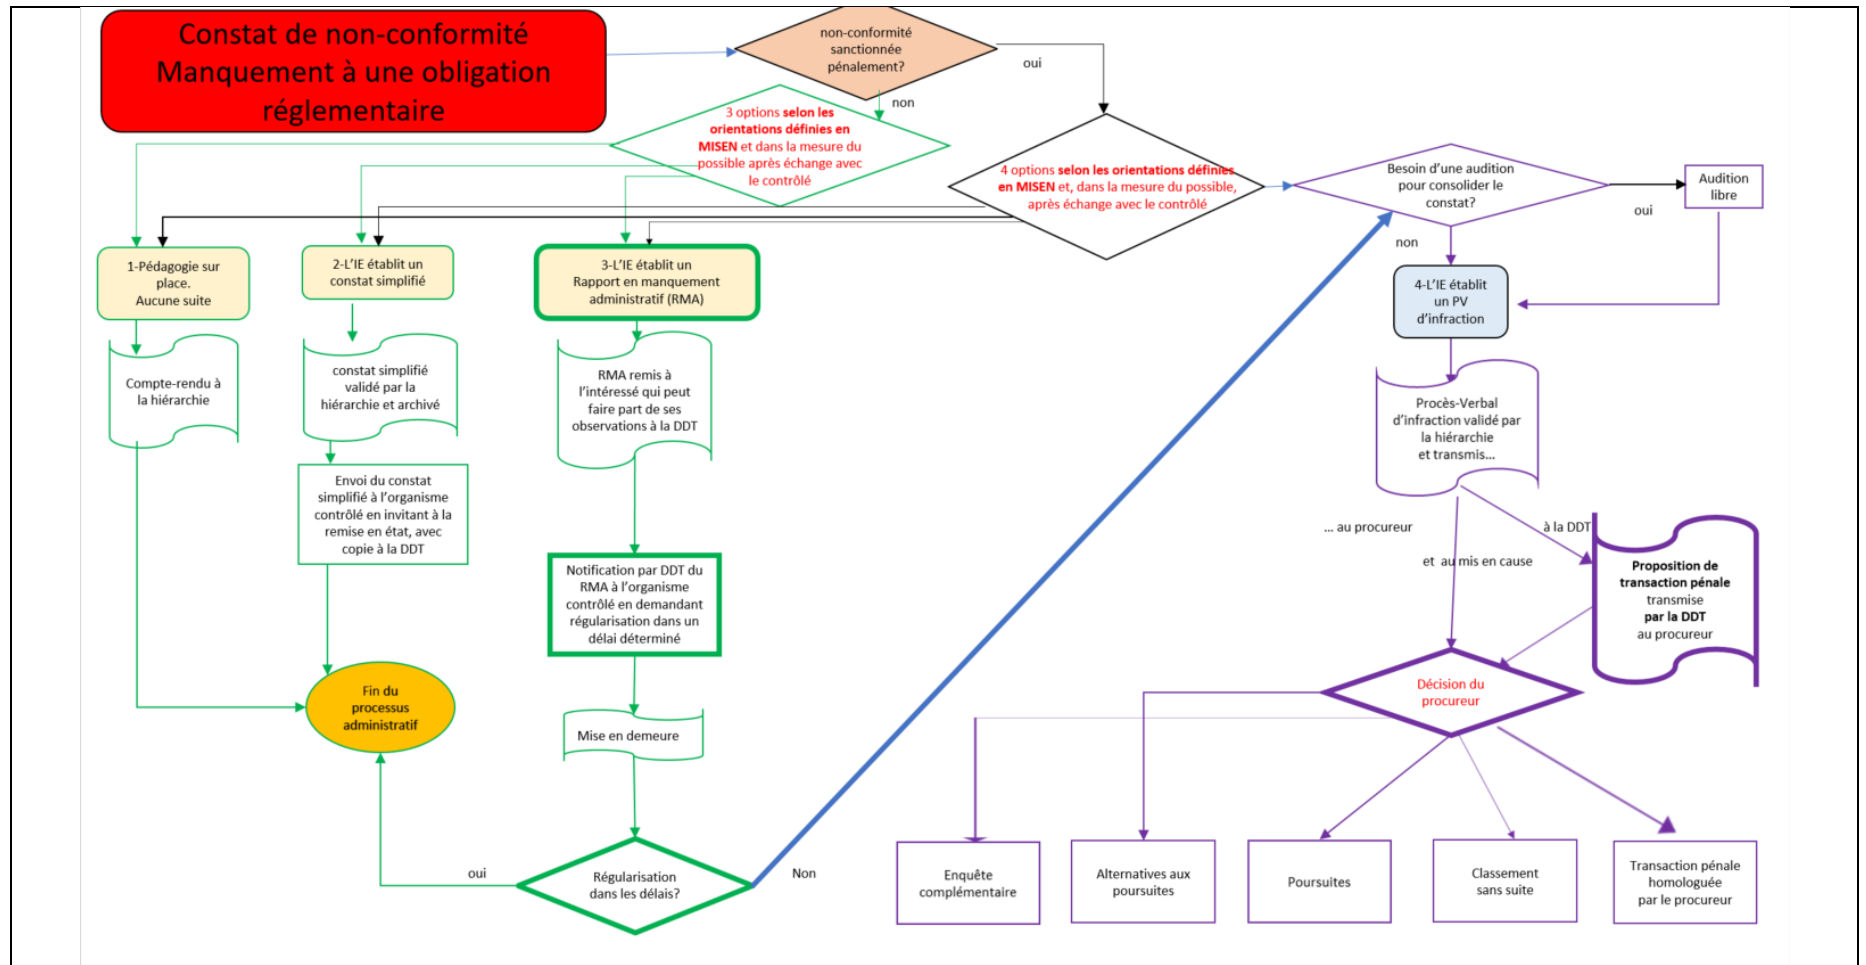 Constat de non-conformité
Manquement à une obligation
réglementaire
non-conformité
sanctionnée
pénalement?
oui
non
3 options selon les
orientations définies en
MISEN et dans la mesure du
possible après échange avec
le contrôlé
4 options selon les orientations définies
en MISEN et, dans la mesure du possible,
après échange avec le contrôlé
Besoin d'une audition
pour consolider le
constat?
oui
Audition
libre
non
1-Pédagogie sur
place.
Aucune suite
2-L'IE établit un
constat simplifié
3-L'IE établit un
Rapport en manquement
administratif (RMA)
4-L'IE établit
un PV
d'infraction
Compte-rendu à
la hiérarchie
constat simplifié
validé par la
hiérarchie et archivé
RMA remis à
l'intéressé qui peut
faire part de ses
observations à la DDT
Procès-Verbal
d'infraction validé par
la hiérarchie
et transmis...
Envoi du constat
simplifié à l'organisme
contrôlé en invitant à la
remise en état, avec
copie à la DDT
... au procureur
à la DDT
et au mis en cause
Notification par DDT du
RMA à l'organisme
contrôlé en demandant
régularisation dans un
délai déterminé
Proposition de
transaction pénale
transmise
par la DDT
au procureur
Fin du
processus
administratif
Mise en demeure
Décision du
procureur
oui
Régularisation
dans les délais?
Non
Enquête
complémentaire
Alternatives aux
poursuites
Poursuites
Classement
sans suite
Transaction pénale
homologuée
par le procureur